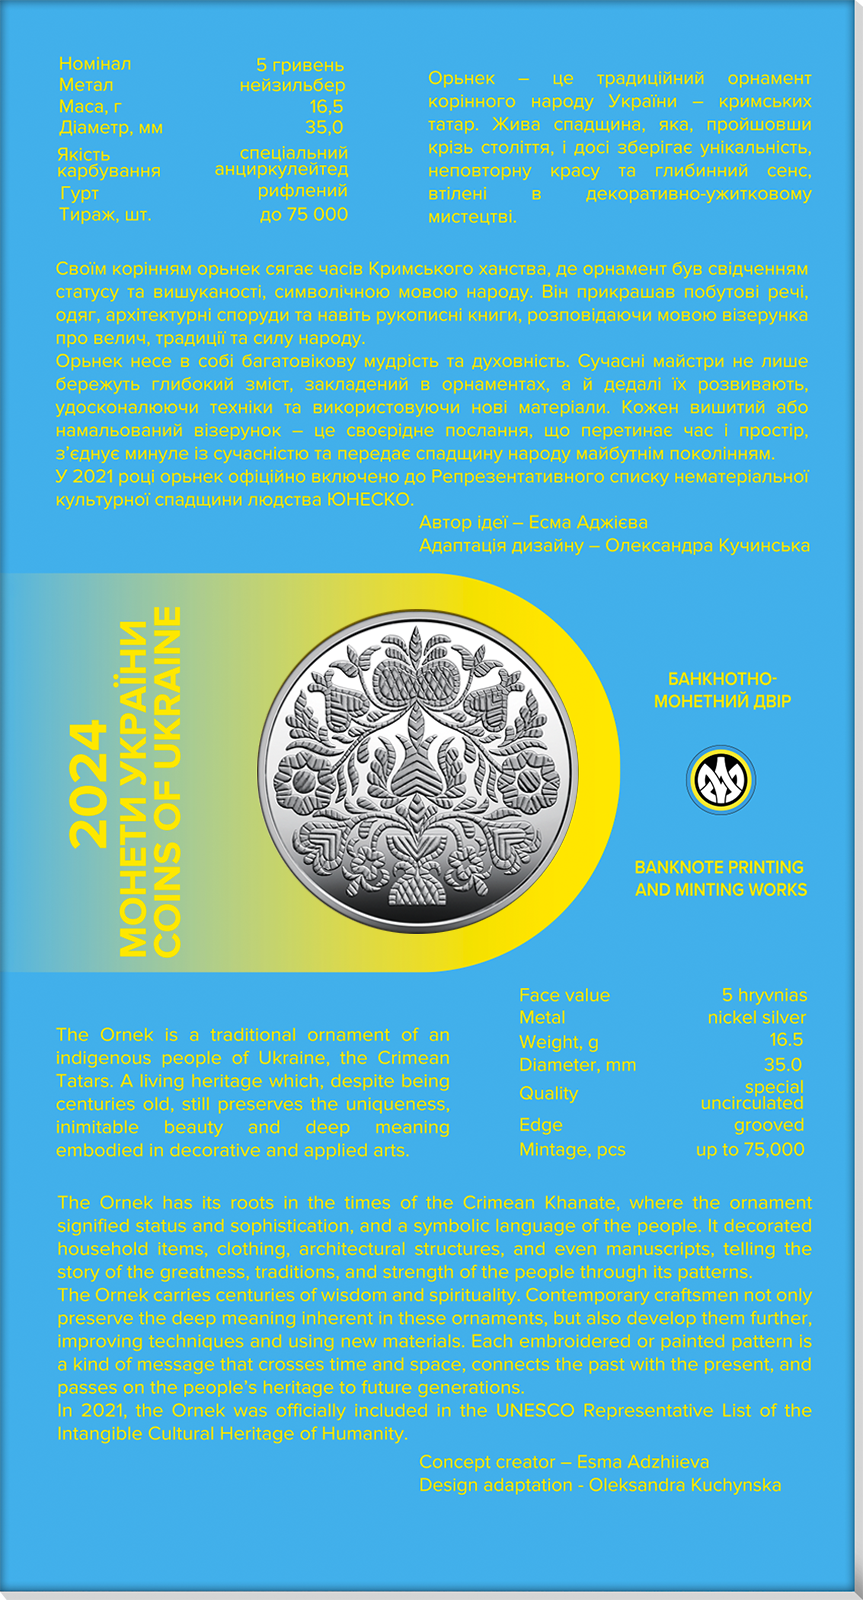 Номінал 5 гривень
Метал нейзильбер
Маса, г 16,5
Діаметр, мм 35,0
Якість карбування спеціальний анциркулейтед
Гурт рифлений
Тираж, шт. до 75 000
Орьнек – це традиційний орнамент
корінного народу України – кримських
татар. Жива спадщина, яка, пройшовши
крізь століття, і досі зберігає унікальність,
неповторну красу та глибинний сенс,
втілені в декоративно-ужитковому
мистецтві.
Своїм корінням орьнек сягає часів Кримського ханства, де орнамент був свідченням
статусу та вишуканості, символічною мовою народу. Він прикрашав побутові речі,
одяг, архітектурні споруди та навіть рукописні книги, розповідаючи мовою візерунка
про велич, традиції та силу народу.
Орьнек несе в собі багатовікову мудрість та духовність. Сучасні майстри не лише
бережуть глибокий зміст, закладений в орнаментах, а й дедалі їх розвивають,
удосконалюючи техніки та використовуючи нові матеріали. Кожен вишитий або
намальований візерунок – це своєрідне послання, що перетинає час і простір,
з’єднує минуле із сучасністю та передає спадщину народу майбутнім поколінням.
У 2021 році орьнек офіційно включено до Репрезентативного списку нематеріальної
культурної спадщини людства ЮНЕСКО.
Автор ідеї – Есма Аджієва
Адаптація дизайну – Олександра Кучинська
2024
МОНЕТИ УКРАЇНИ
COINS OF UKRAINE
БАНКНОТНО-
МОНЕТНИЙ ДВІР
BANKNOTE PRINTING
AND MINTING WORKS
The Ornek is a traditional ornament of an
indigenous people of Ukraine, the Crimean
Tatars. A living heritage which, despite being
centuries old, still preserves the uniqueness,
inimitable beauty and deep meaning
embodied in decorative and applied arts.
Face value 5 hryvnias
Metal nickel silver
Weight, g 16.5
Diameter, mm 35.0
Quality special uncirculated
Edge grooved
Mintage, pcs up to 75,000
The Ornek has its roots in the times of the Crimean Khanate, where the ornament
signified status and sophistication, and a symbolic language of the people. It decorated
household items, clothing, architectural structures, and even manuscripts, telling the
story of the greatness, traditions, and strength of the people through its patterns.
The Ornek carries centuries of wisdom and spirituality. Contemporary craftsmen not only
preserve the deep meaning inherent in these ornaments, but also develop them further,
improving techniques and using new materials. Each embroidered or painted pattern is
a kind of message that crosses time and space, connects the past with the present, and
passes on the people’s heritage to future generations.
In 2021, the Ornek was officially included in the UNESCO Representative List of the
Intangible Cultural Heritage of Humanity.
Concept creator – Esma Adzhiieva
Design adaptation - Oleksandra Kuchynska